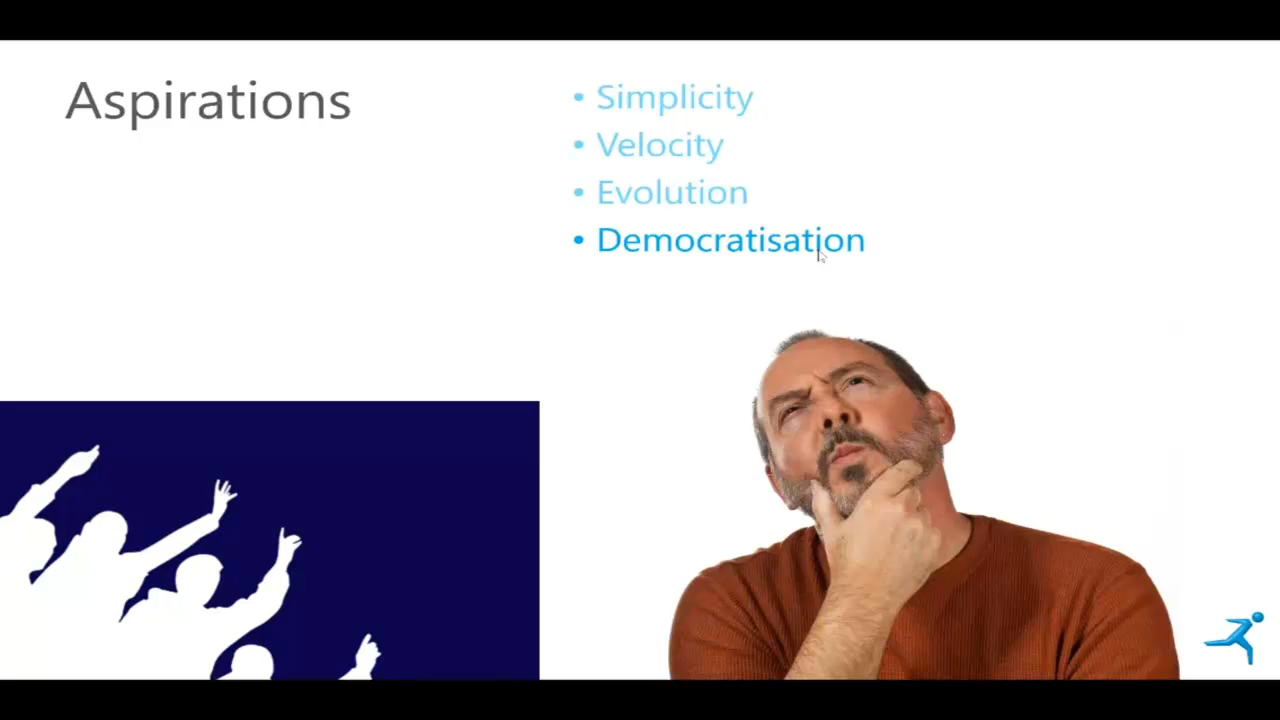 Aspirations
• Simplicity
• Velocity
• Evolution
• Democratisation